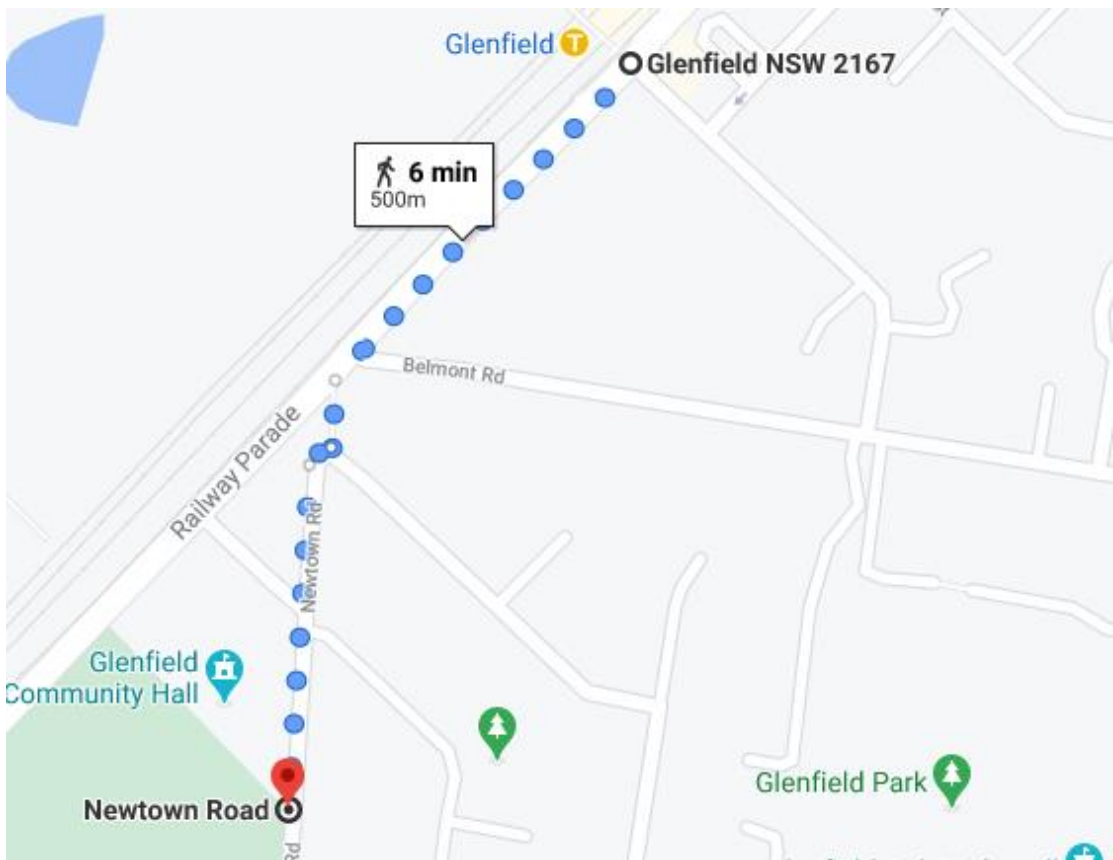 Glenfield T
Glenfield NSW 2167
6 min
500m
Belmont Rd
Railway Parade
Newtown Rd
Glenfield
Community Hall
Glenfield Park
Newtown Road
Rd